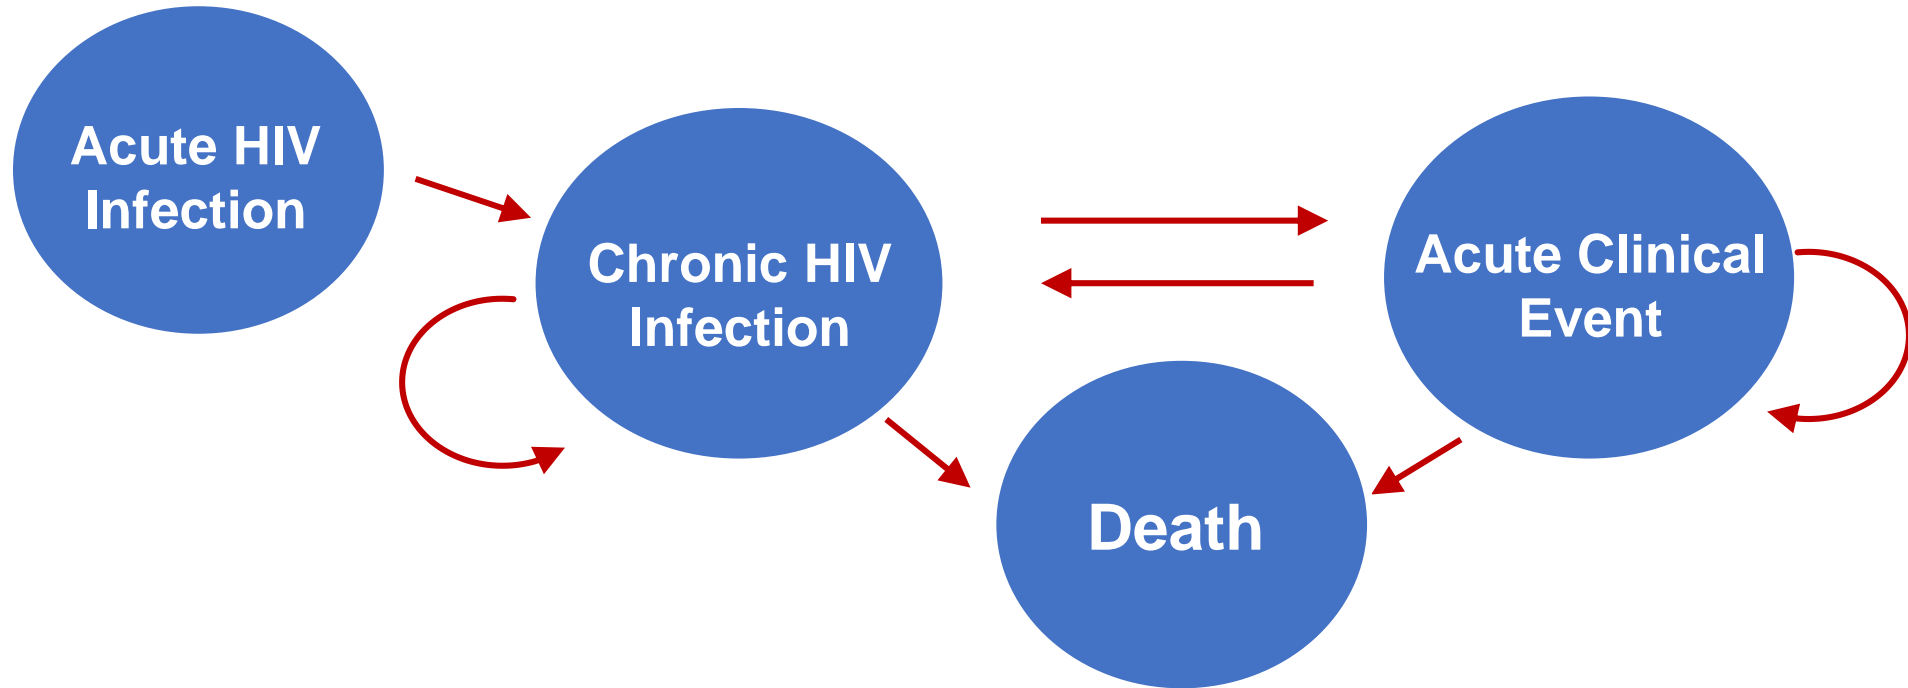 Acute HIV
Infection
Chronic HIV
Infection
Acute Clinical
Event
Death